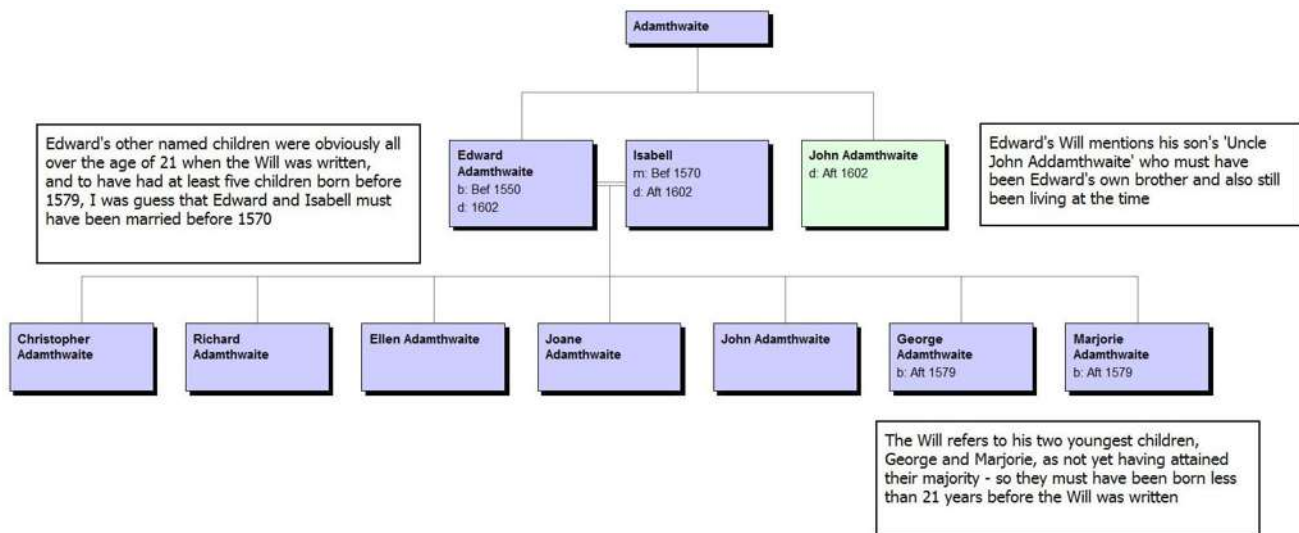 Adamthwaite
Edward's other named children were obviously all
over the age of 21 when the Will was written,
and to have had at least five children born before
1579, I was guess that Edward and Isabell must
have been married before 1570
Edward
Adamthwaite
b: Bef 1550
d: 1602
Isabell
m: Bef 1570
d: Aft 1602
John Adamthwaite
d: Aft 1602
Edward's Will mentions his son's 'Uncle
John Addamthwaite' who must have
been Edward's own brother and also still
been living at the time
Christopher
Adamthwaite
Richard
Adamthwaite
Ellen Adamthwaite
Joane
Adamthwaite
John Adamthwaite
George
Adamthwaite
b: Aft 1579
Marjorie
Adamthwaite
b: Aft 1579
The Will refers to his two youngest children,
George and Marjorie, as not yet having attained
their majority - so they must have been born less
than 21 years before the Will was written